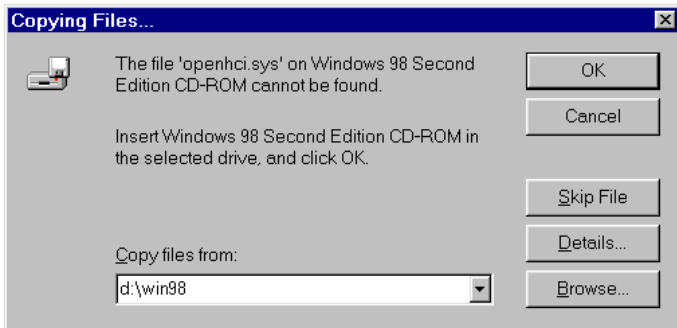 Copying Files...
The file 'openhci.sys' on Windows 98 Second
Edition CD-ROM cannot be found.
Insert Windows 98 Second Edition CD-ROM in
the selected drive, and click OK.
Copy files from:
d:\win98
OK
Cancel
Skip File
Details...
Browse...